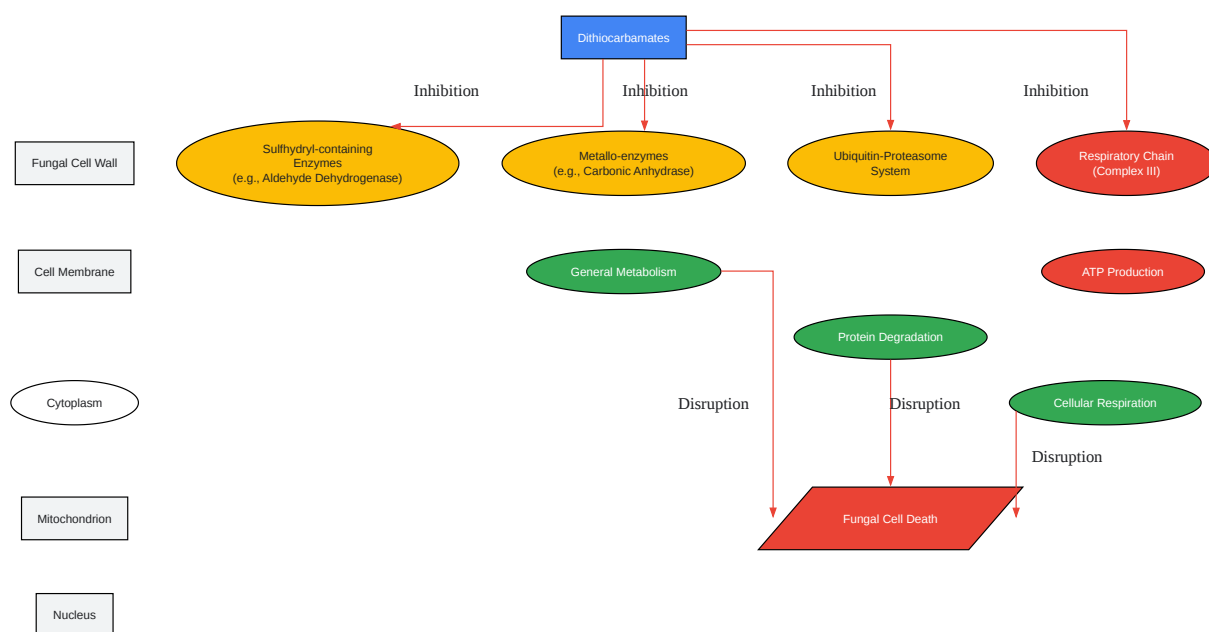 Dithiocarbamates
Inhibition
Inhibition
Inhibition
Inhibition
Fungal Cell Wall
Sulfhydryl-containing
Enzymes
(e.g., Aldehyde Dehydrogenase)
Metallo-enzymes
(e.g., Carbonic Anhydrase)
Ubiquitin-Proteasome
System
Respiratory Chain
(Complex III)
Cell Membrane
General Metabolism
ATP Production
Protein Degradation
Cytoplasm
Disruption
Disruption
Cellular Respiration
Disruption
Mitochondrion
Fungal Cell Death
Nucleus